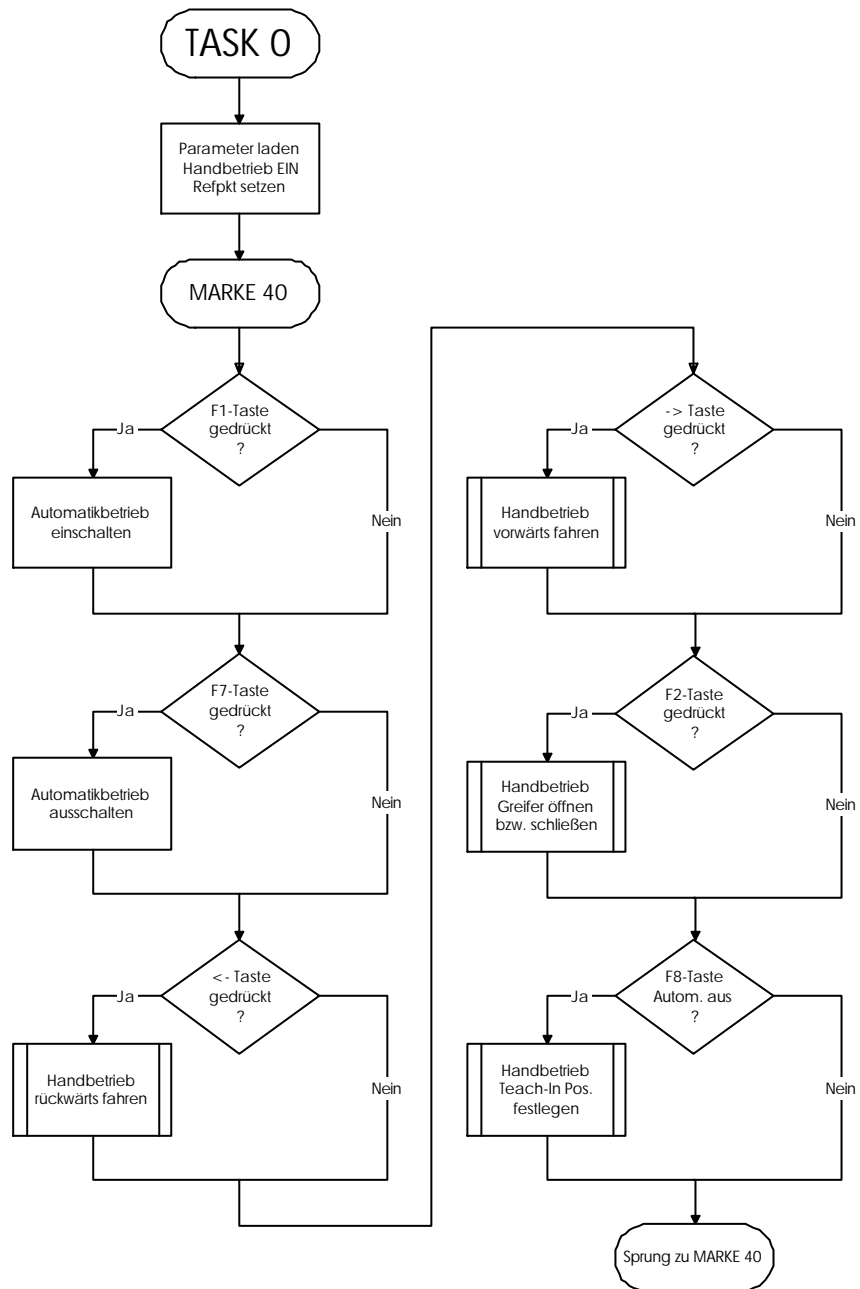 TASK 0
Parameter laden
Handbetrieb EIN
Refpkt setzen
MARKE 40
F1-Taste
gedrückt
?
Ja
Nein
Automatikbetrieb
einschalten
F7-Taste
gedrückt
?
Ja
Nein
Automatikbetrieb
ausschalten
<- Taste
gedrückt
?
Ja
Nein
Handbetrieb
rückwärts fahren
-> Taste
gedrückt
?
Ja
Nein
Handbetrieb
vorwärts fahren
F2-Taste
gedrückt
?
Ja
Nein
Handbetrieb
Greifer öffnen
bzw. schließen
F8-Taste
Autom. aus
?
Ja
Nein
Handbetrieb
Teach-In Pos.
festlegen
Sprung zu MARKE 40